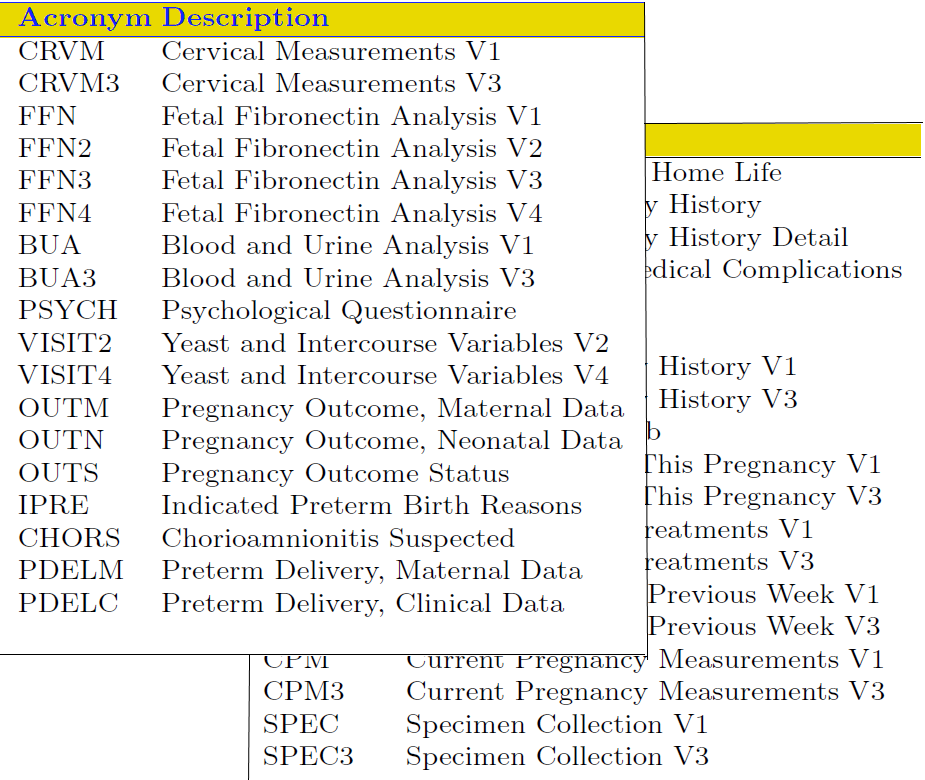 Acronym Description
CRVM Cervical Measurements V1
CRVM3 Cervical Measurements V3
FFN Fetal Fibronectin Analysis V1
FFN2 Fetal Fibronectin Analysis V2
FFN3 Fetal Fibronectin Analysis V3
FFN4 Fetal Fibronectin Analysis V4
BUA Blood and Urine Analysis V1
BUA3 Blood and Urine Analysis V3
PSYCH Psychological Questionnaire
VISIT2 Yeast and Intercourse Variables V2
VISIT4 Yeast and Intercourse Variables V4
OUTM Pregnancy Outcome, Maternal Data
OUTN Pregnancy Outcome, Neonatal Data
OUTS Pregnancy Outcome Status
IPRE Indicated Preterm Birth Reasons
CHORS Chorioamnionitis Suspected
PDELM Preterm Delivery, Maternal Data
PDELC Preterm Delivery, Clinical Data
Home Life
y History
y History Detail
edical Complications
History V1
History V3
b
This Pregnancy V1
This Pregnancy V3
reatments V1
reatments V3
Previous Week V1
Previous Week V3
CPM Current Pregnancy Measurements V1
CPM3 Current Pregnancy Measurements V3
SPEC Specimen Collection V1
SPEC3 Specimen Collection V3